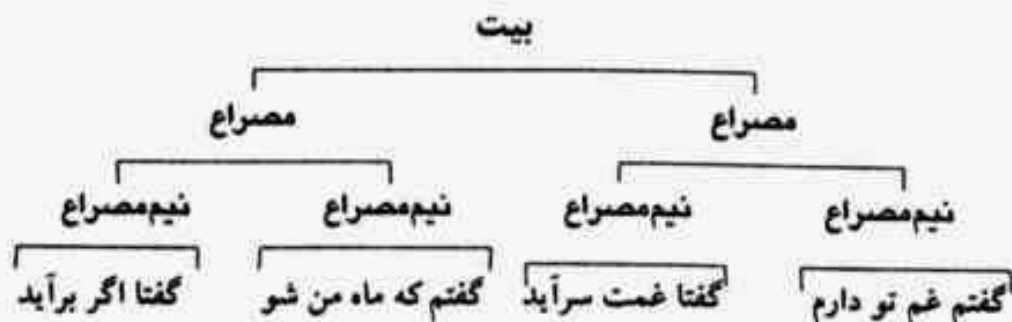 بیت
مصراع مصراع
نیم‌مصراع نیم‌مصراع نیم‌مصراع نیم‌مصراع
گفتم غم تو دارم گفتا غمت سرآید گفتم که ماه من شو گفتا اگر برآید